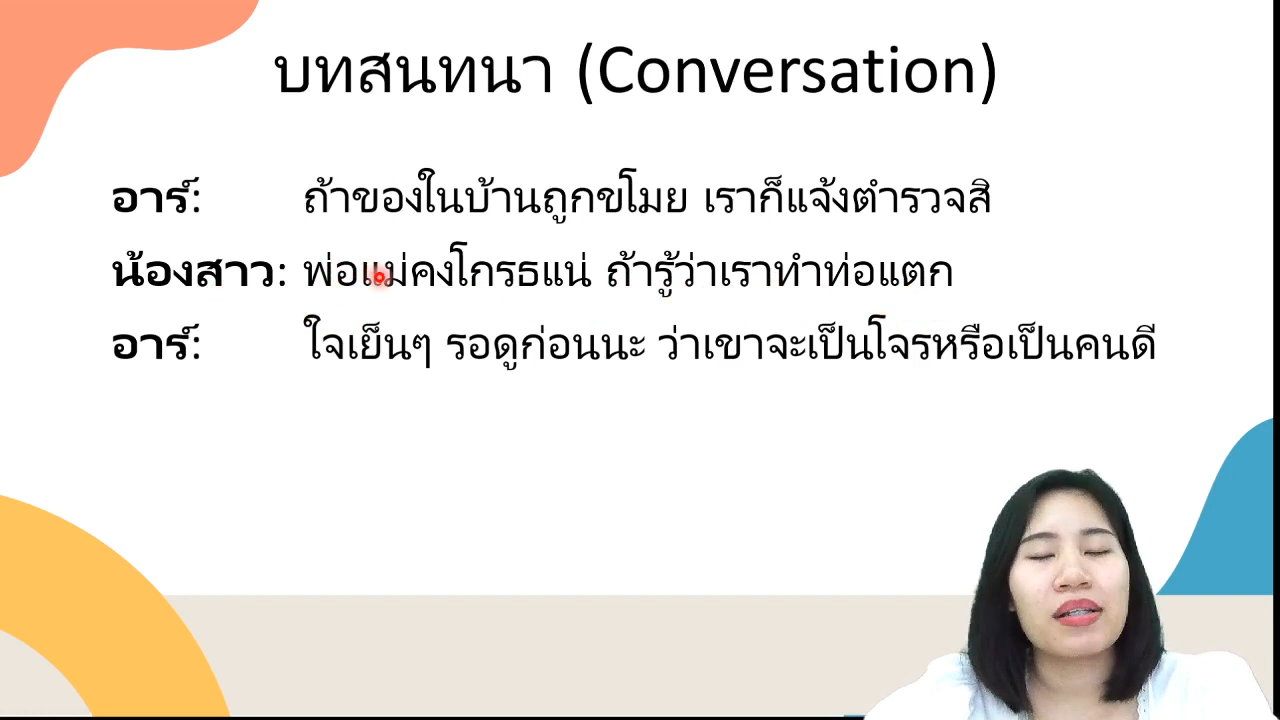 บทสนทนา (Conversation)
อาร์: ถ้าของในบ้านถูกขโมย เราก็แจ้งตำรวจสิ
น้องสาว: พ่อแม่คงโกรธแน่ ถ้ารู้ว่าเราทำท่อแตก
อาร์: ใจเย็นๆ รอดูก่อนนะ ว่าเขาจะเป็นโจรหรือเป็นคนดี